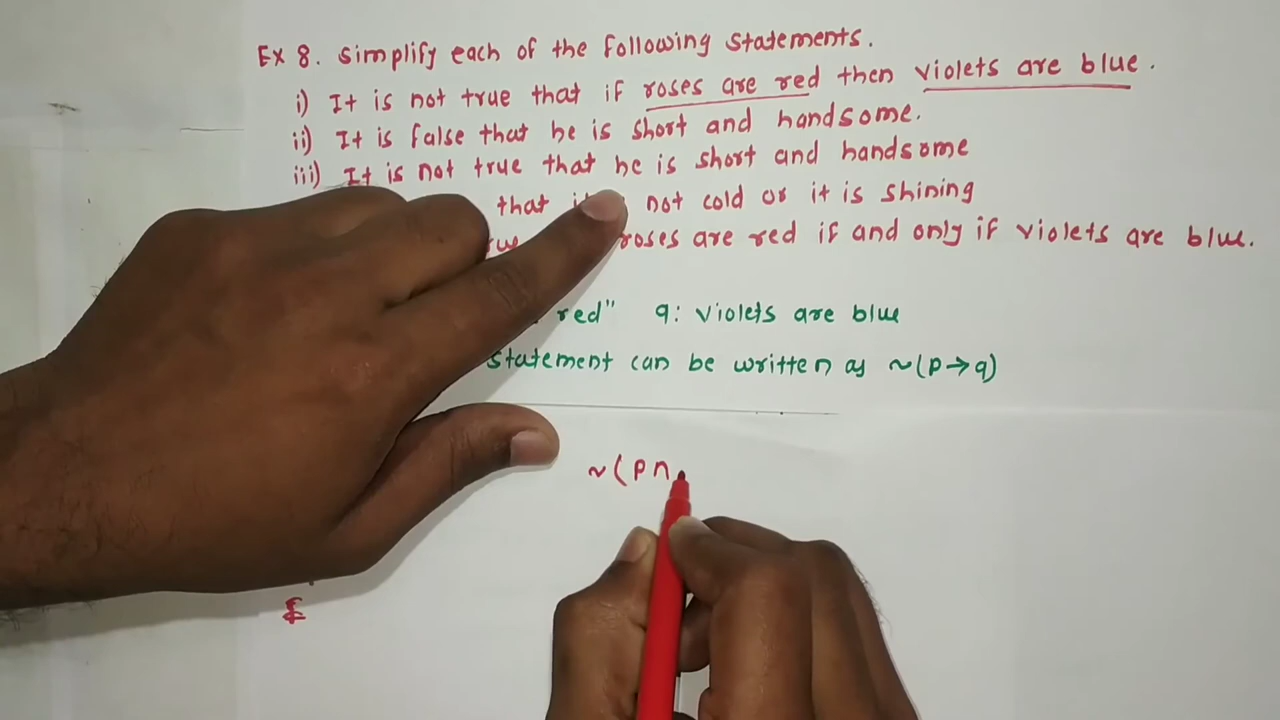 Ex 8. Simplify each of the following statements.
i) It is not true that if roses are red then violets are blue.
ii) It is false that he is short and handsome.
iii) It is not true that he is short and handsome
that not cold or it is shining
roses are red if and only if violets are blue.
red" q: violets are blue
statement can be written as ~(p→q)
~(p∧